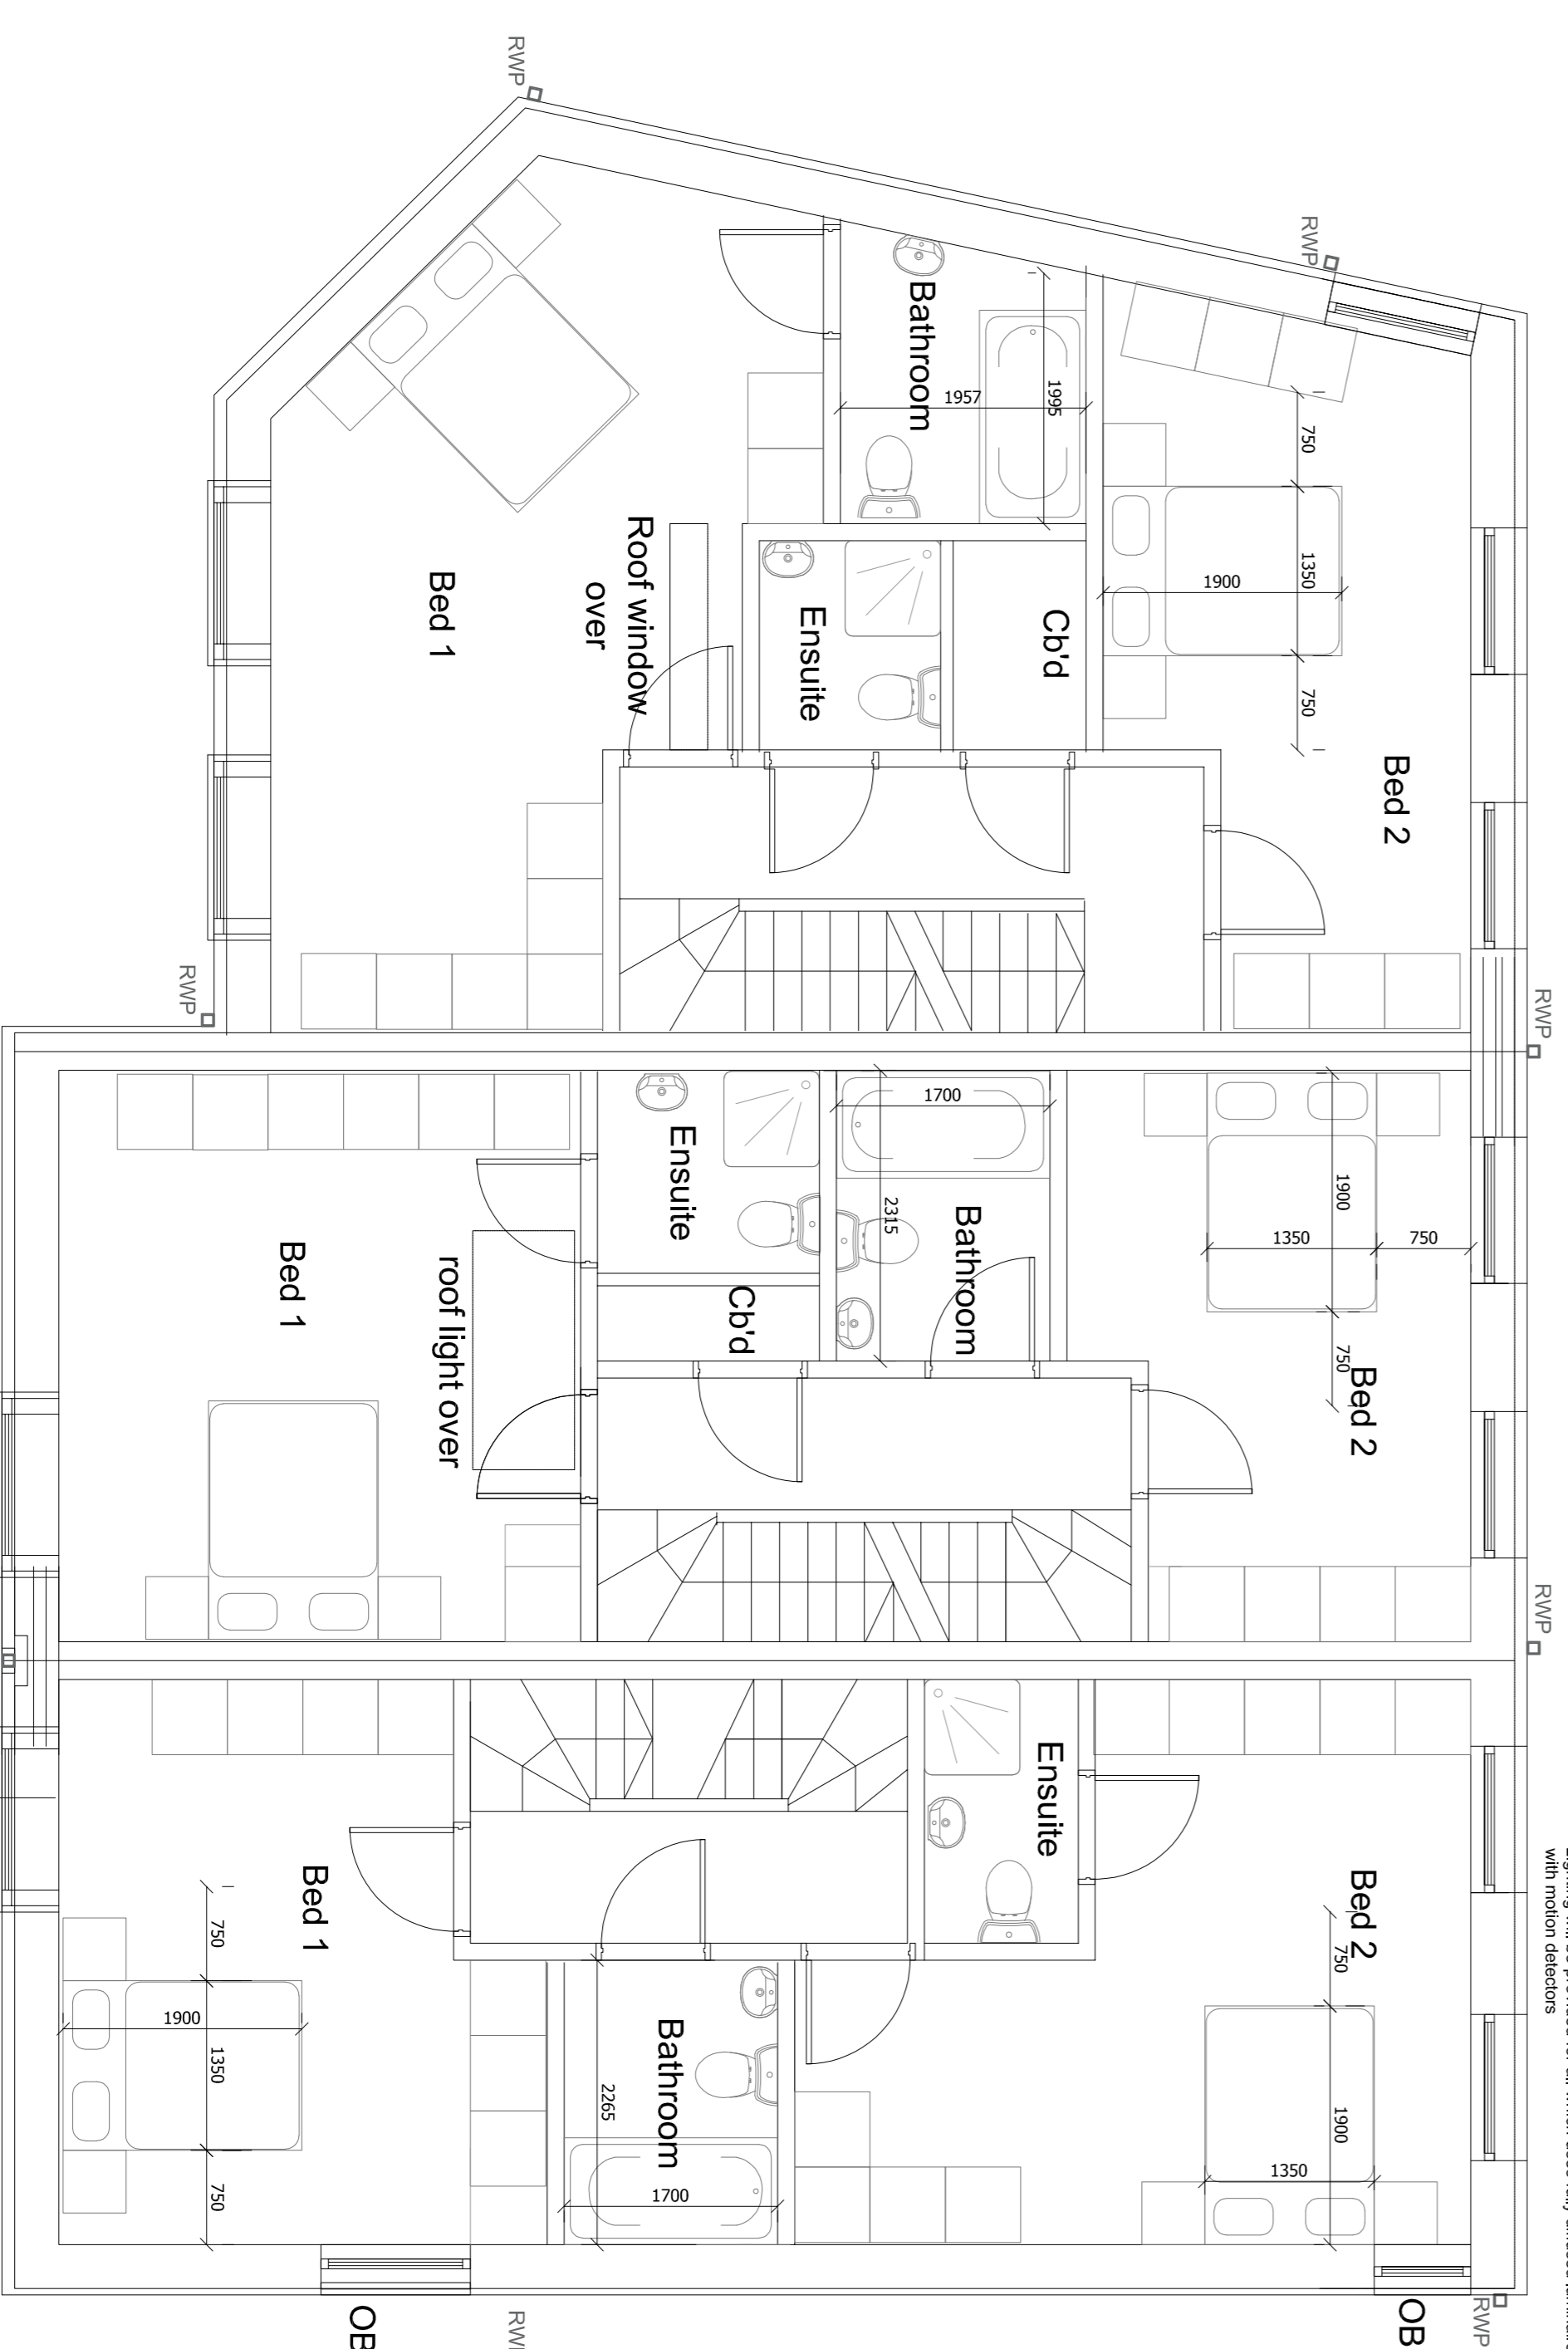 RWP
RWP
RWP
RWP
RWP
RWP
RWP
with motion detectors
Bathroom
1957
1995
750
1350
1900
750
Bed 2
Bed 1
Roof window
over
Ensuite
Cb'd
Ensuite
1700
2315
Bathroom
1900
1350
750
750
Bed 2
Bed 1
roof light over
Cb'd
Ensuite
Bed 2
750
1900
1350
Bed 1
750
1900
1350
750
Bathroom
2265
1700
OB
OB